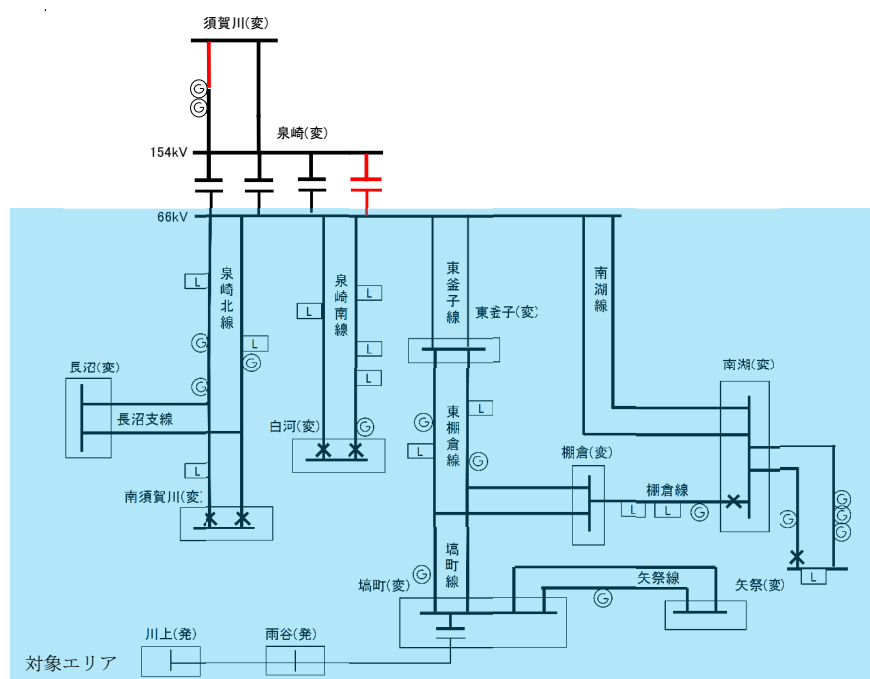 須賀川(変)
G
G
泉崎(変)
154kV
66kV
泉崎北線
泉崎南線
東釜子線
南湖線
L
L
L
東釜子(変)
L
G
L
G
L
長沼(変)
G
L
南湖(変)
長沼支線
白河(変)
G
G
L
東棚倉線
L
G
棚倉(変)
L
南須賀川(変)
棚倉線
L
L
G
G
G
G
G
塙町線
G
塙町(変)
矢祭線
G
矢祭(変)
L
川上(発)
雨谷(発)
対象エリア